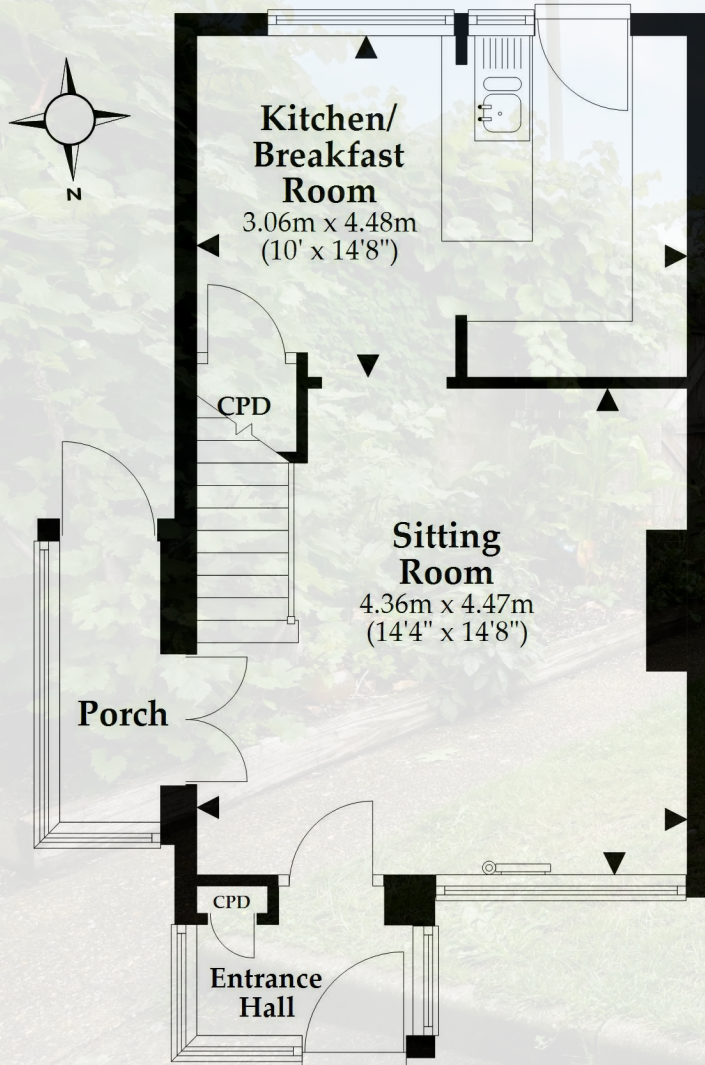 N
Kitchen/
Breakfast
Room
3.06m x 4.48m
(10' x 14'8")
CPD
Sitting
Room
4.36m x 4.47m
(14'4" x 14'8")
Porch
CPD
Entrance
Hall